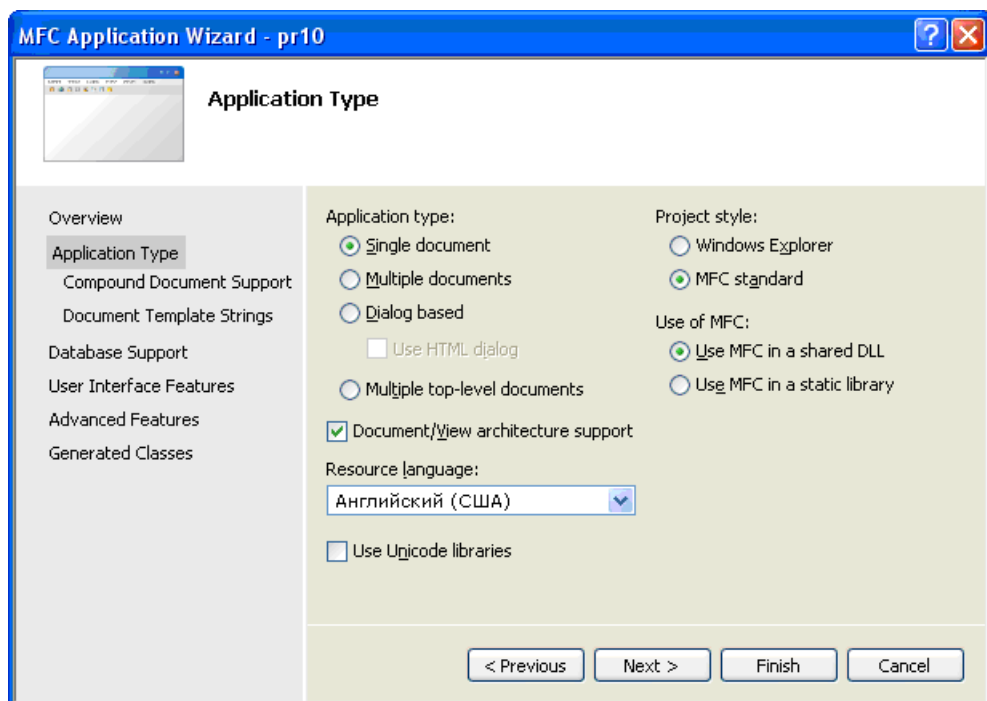 MFC Application Wizard - pr10
Application Type
Overview
Application Type
Compound Document Support
Document Template Strings
Database Support
User Interface Features
Advanced Features
Generated Classes
Application type:
Single document
Multiple documents
Dialog based
Use HTML dialog
Multiple top-level documents
Document/View architecture support
Resource language:
Английский (США)
Use Unicode libraries
Project style:
Windows Explorer
MFC standard
Use of MFC:
Use MFC in a shared DLL
Use MFC in a static library
< Previous
Next >
Finish
Cancel